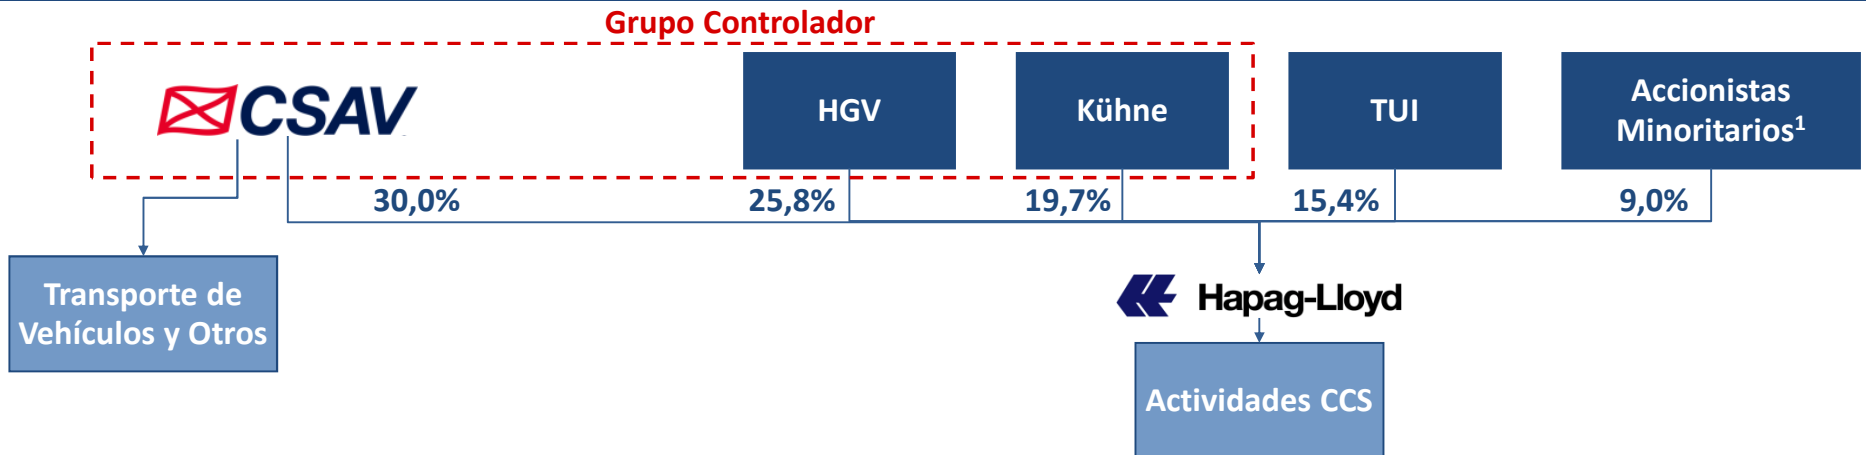 Grupo Controlador
CSAV
HGV
Kühne
TUI
Accionistas
Minoritarios¹
30,0%
25,8%
19,7%
15,4%
9,0%
Transporte de
Vehículos y Otros
Hapag-Lloyd
Actividades CCS